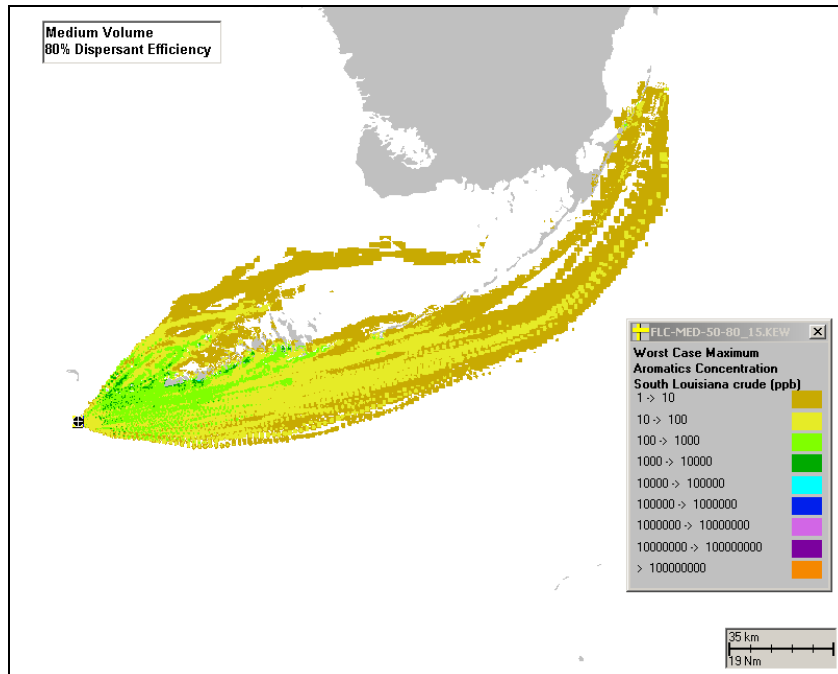 Medium Volume
80% Dispersant Efficiency
FLC-MED-50-80_15.KEW
Worst Case Maximum
Aromatics Concentration
South Louisiana crude (ppb)
1 -> 10
10 -> 100
100 -> 1000
1000 -> 10000
10000 -> 100000
100000 -> 1000000
1000000 -> 10000000
10000000 -> 100000000
> 100000000
35 km
19 Nm